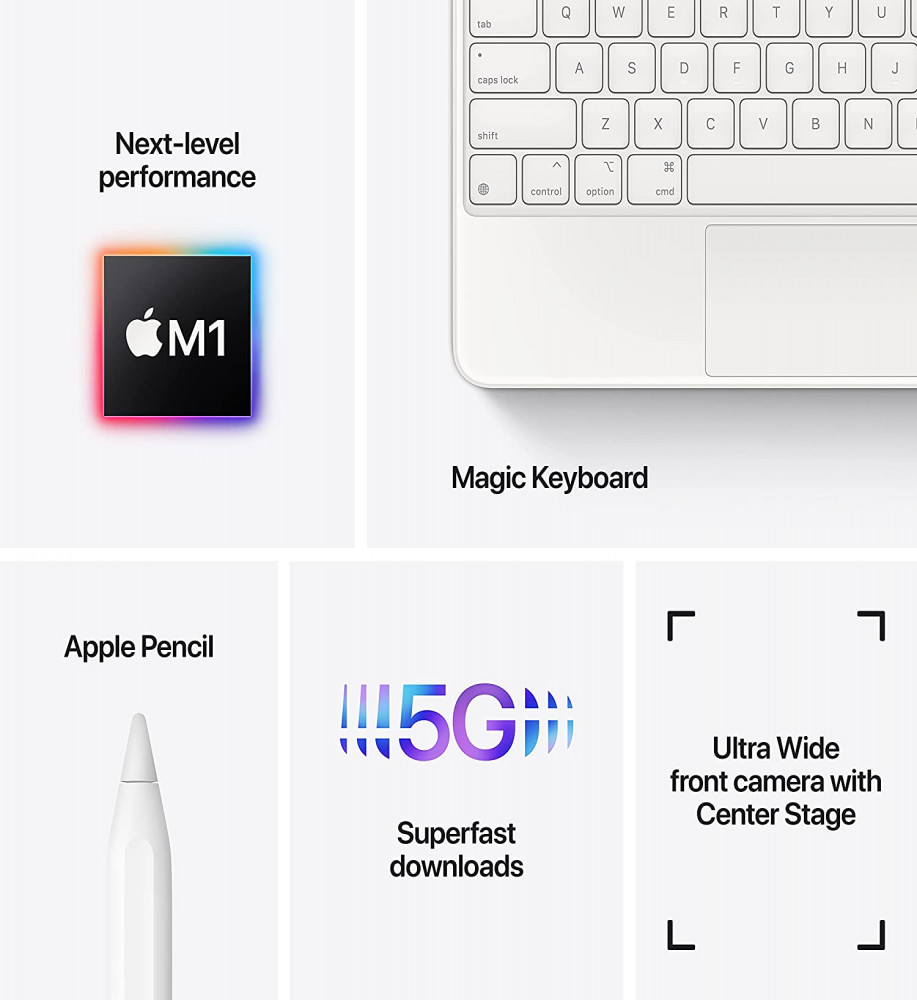 Next-level
performance
M1
tab Q W E R T Y U
caps lock A S D F G H J
shift Z X C V B N
control option cmd
Magic Keyboard
Apple Pencil
5G
Superfast
downloads
Ultra Wide
front camera with
Center Stage